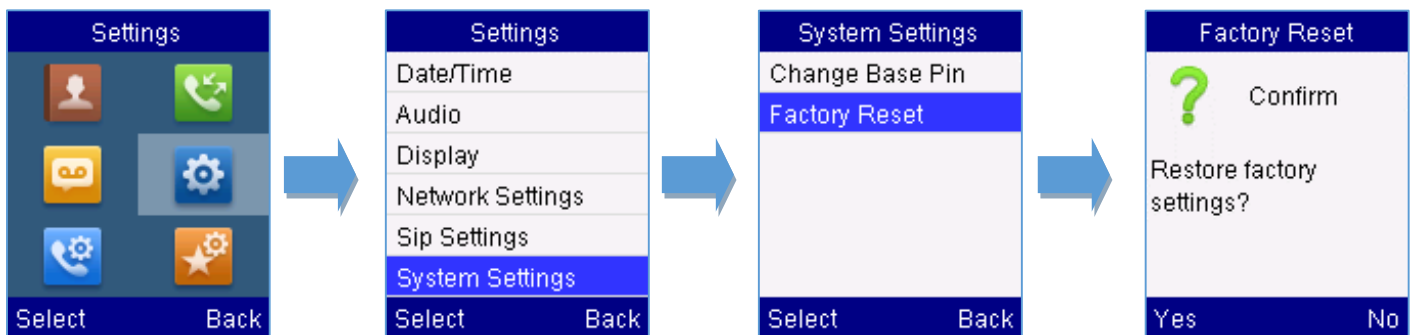 Settings
Select Back
Settings
Date/Time
Audio
Display
Network Settings
Sip Settings
System Settings
Select Back
System Settings
Change Base Pin
Factory Reset
Select Back
Factory Reset
Confirm
Restore factory
settings?
Yes No